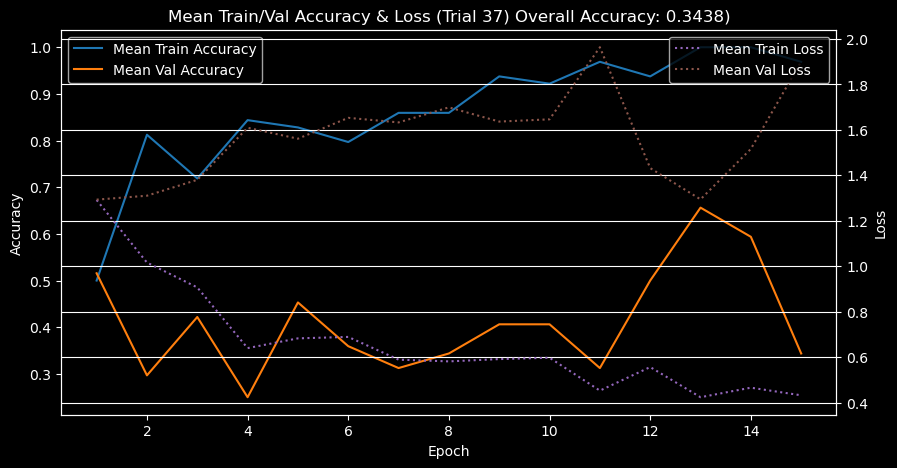 Mean Train/Val Accuracy & Loss (Trial 37) Overall Accuracy: 0.3438)
Mean Train Accuracy
Mean Val Accuracy
Mean Train Loss
Mean Val Loss
1.0
0.9
0.8
0.7
0.6
0.5
0.4
0.3
Accuracy
2.0
1.8
1.6
1.4
1.2
1.0
0.8
0.6
0.4
Loss
2 4 6 8 10 12 14
Epoch